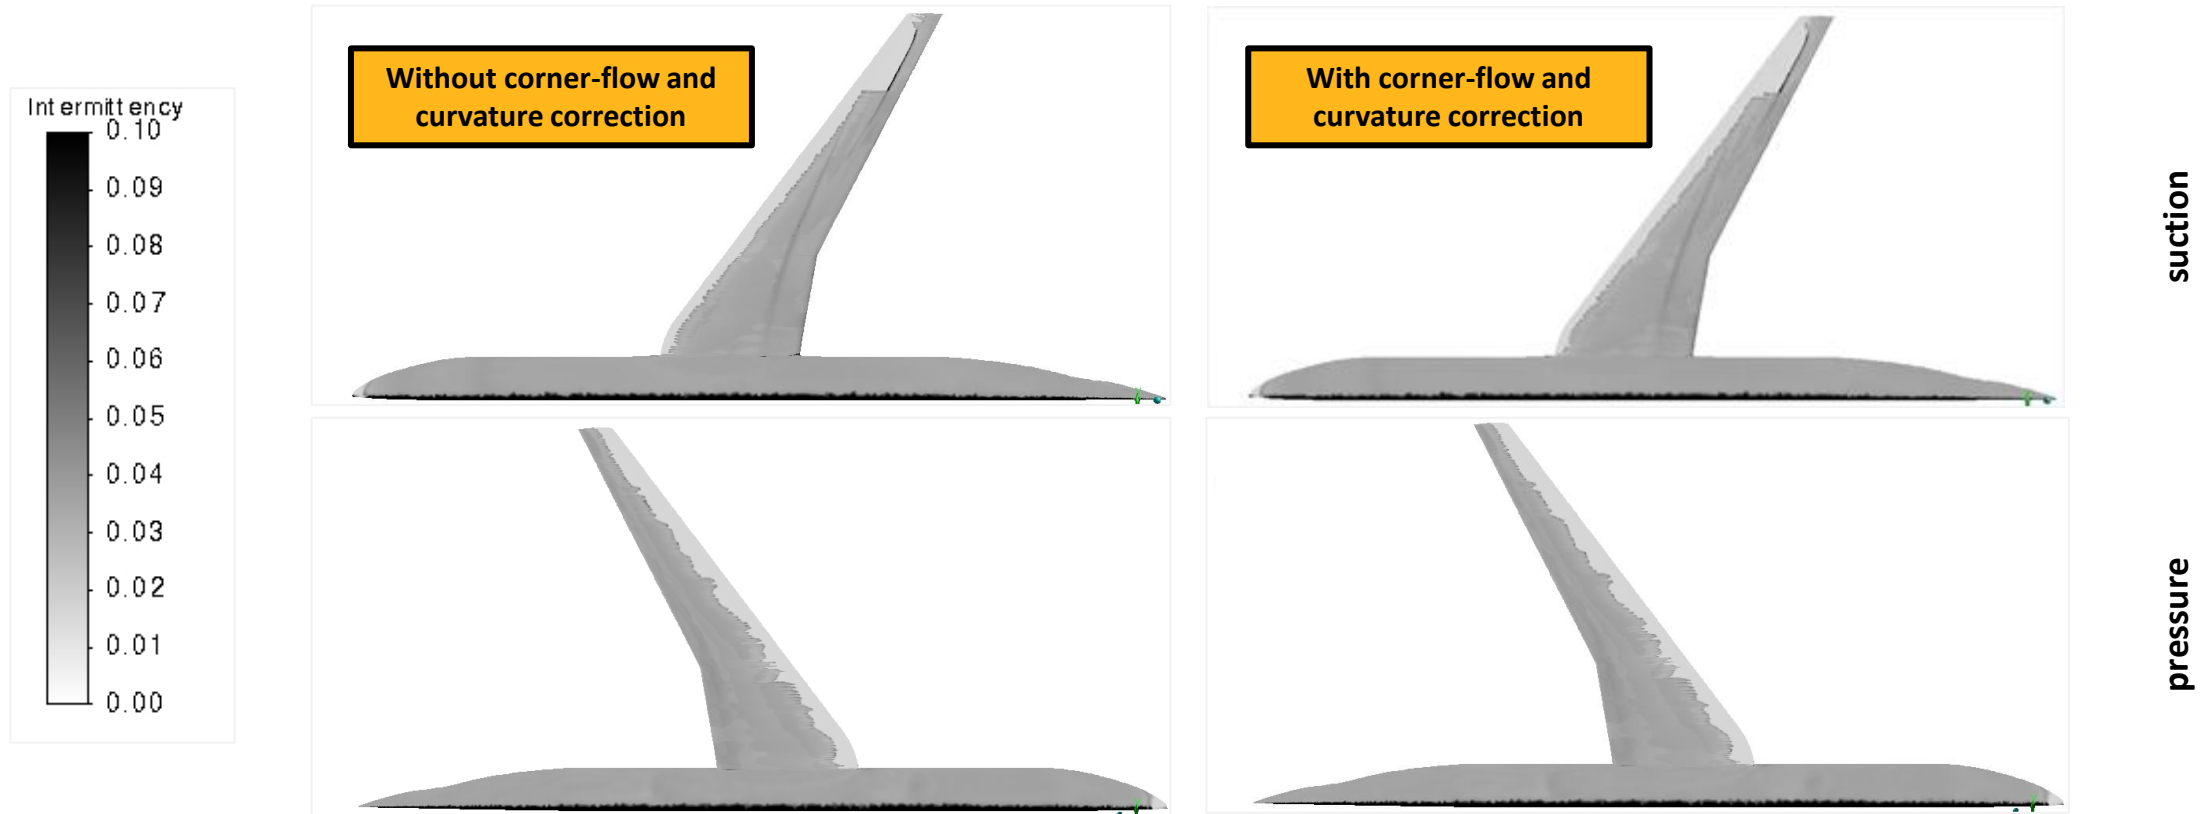 Without corner-flow and
curvature correction
With corner-flow and
curvature correction
Intermittency
0.10
0.09
0.08
0.07
0.06
0.05
0.04
0.03
0.02
0.01
0.00
suction
pressure